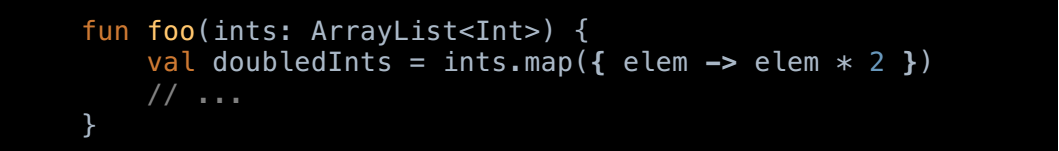 fun foo(ints: ArrayList<Int>) {
    val doubledInts = ints.map({ elem -> elem * 2 })
    // ...
}